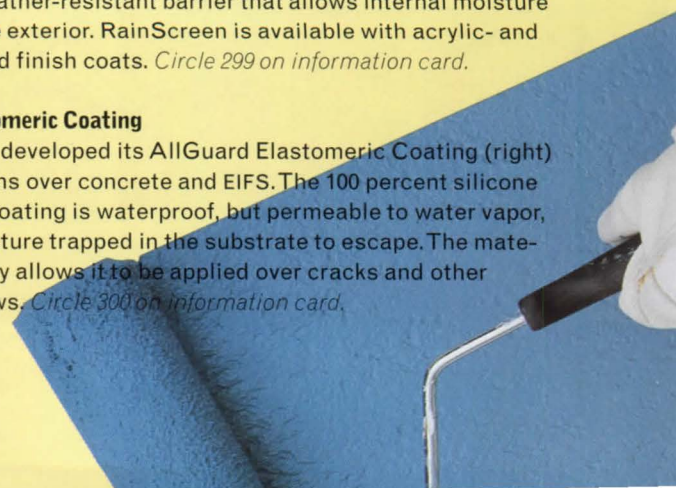 ather-resistant barrier that allows internal moisture
exterior. RainScreen is available with acrylic- and
d finish coats. Circle 299 on information card.
meric Coating
developed its AllGuard Elastomeric Coating (right)
ns over concrete and EIFS. The 100 percent silicone
oating is waterproof, but permeable to water vapor,
ture trapped in the substrate to escape. The mate-
y allows it to be applied over cracks and other
ws. Circle 300 on information card.